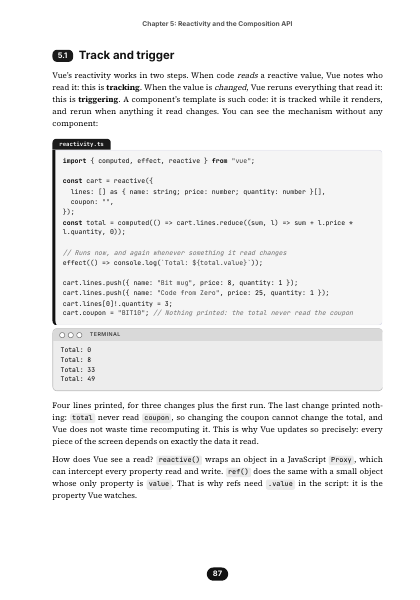 Chapter 5: Reactivity and the Composition API
5.1 Track and trigger
Vue's reactivity works in two steps. When code reads a reactive value, Vue notes who
read it: this is tracking. When the value is changed, Vue reruns everything that read it:
this is triggering. A component's template is such code: it is tracked while it renders,
and rerun when anything it read changes. You can see the mechanism without any
component:
reactivity.ts
import { computed, effect, reactive } from "vue";
const cart = reactive({
lines: [] as { name: string; price: number; quantity: number }[],
coupon: "",
});
const total = computed(() => cart.lines.reduce((sum, l) => sum + l.price *
l.quantity, 0));
// Runs now, and again whenever something it read changes
effect(() => console.log(`Total: ${total.value}`));
cart.lines.push({ name: "Bit mug", price: 8, quantity: 1 });
cart.lines.push({ name: "Code from Zero", price: 25, quantity: 1 });
cart.lines[0]!.quantity = 3;
cart.coupon = "BIT10"; // Nothing printed: the total never read the coupon
TERMINAL
Total: 0
Total: 8
Total: 33
Total: 49
Four lines printed, for three changes plus the first run. The last change printed noth-
ing: total never read coupon, so changing the coupon cannot change the total, and
Vue does not waste time recomputing it. This is why Vue updates so precisely: every
piece of the screen depends on exactly the data it read.
How does Vue see a read? reactive() wraps an object in a JavaScript Proxy, which
can intercept every property read and write. ref() does the same with a small object
whose only property is value. That is why refs need .value in the script: it is the
property Vue watches.
87